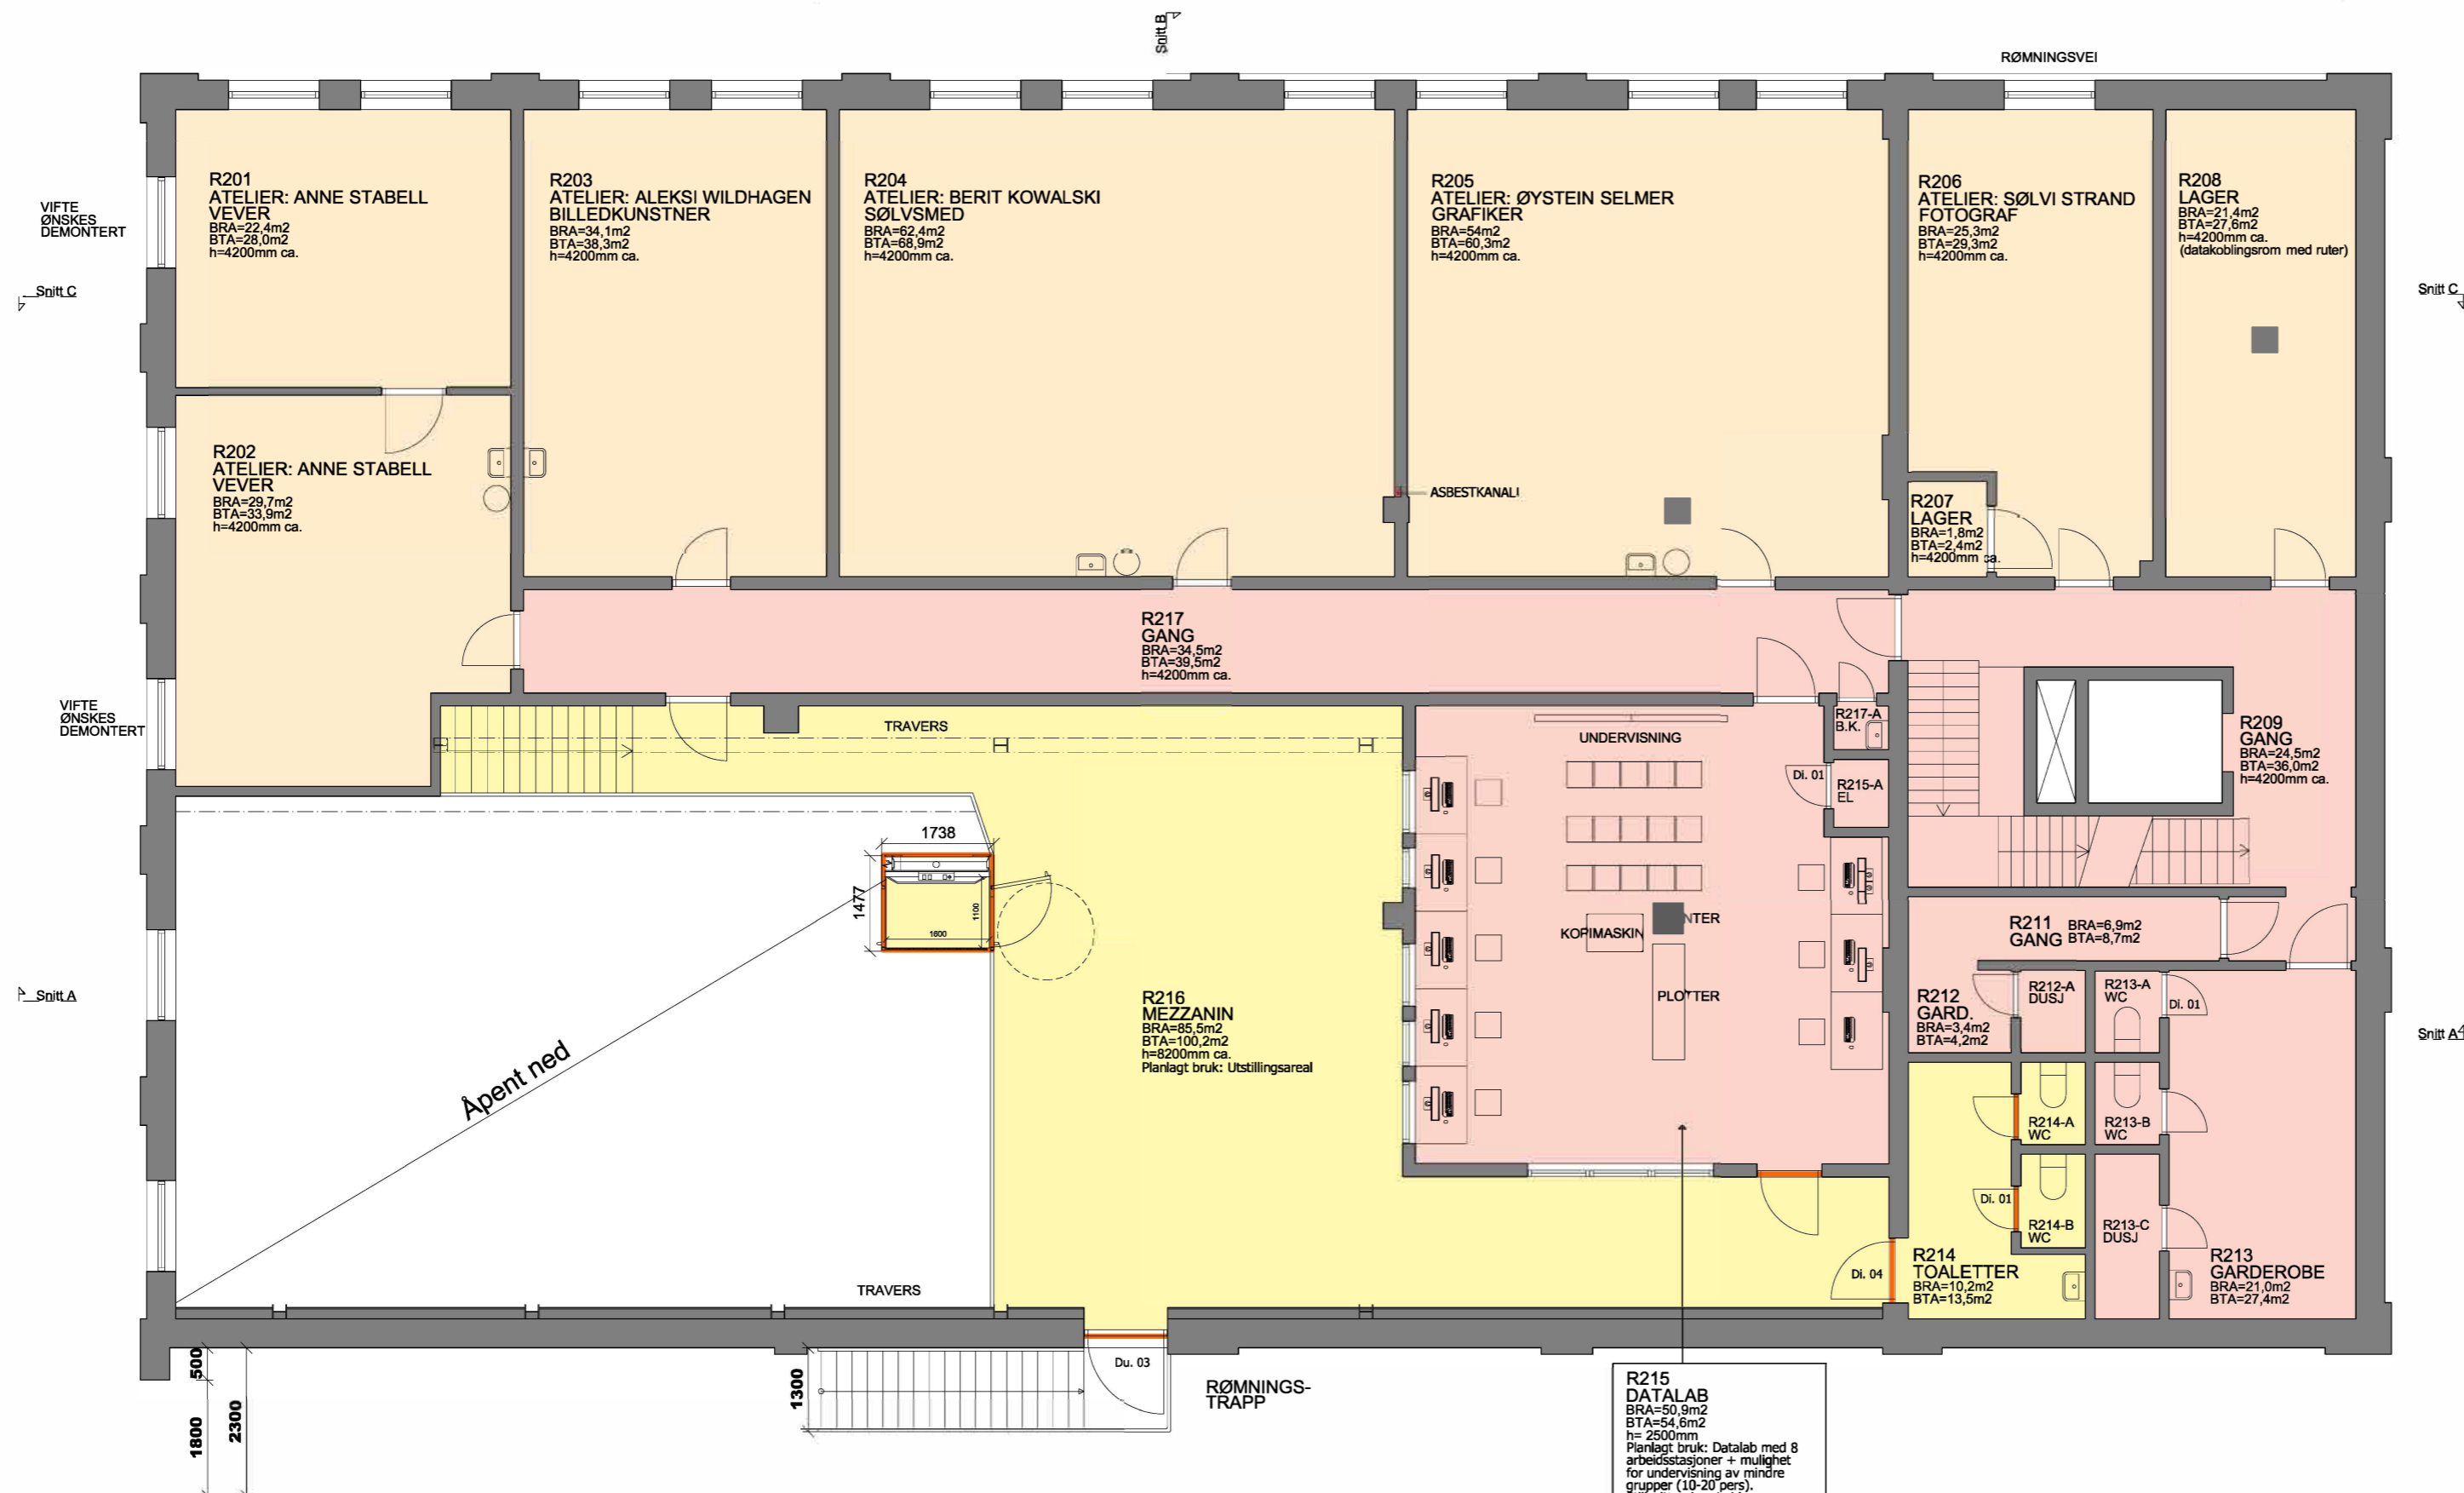 Snitt B
RØMNINGSVEI
VIFTE
ØNSKES
DEMONTERT
R201
ATELIER: ANNE STABELL
VEVER
BRA=22,4m2
BTA=28,0m2
h=4200mm ca.
R203
ATELIER: ALEKSI WILDHAGEN
BILLEDKUNSTNER
BRA=34,1m2
BTA=38,3m2
h=4200mm ca.
R204
ATELIER: BERIT KOWALSKI
SØLVSMED
BRA=62,4m2
BTA=68,9m2
h=4200mm ca.
R205
ATELIER: ØYSTEIN SELMER
GRAFIKER
BRA=54m2
BTA=60,3m2
h=4200mm ca.
R206
ATELIER: SØLVI STRAND
FOTOGRAF
BRA=25,3m2
BTA=29,3m2
h=4200mm ca.
R208
LAGER
BRA=21,4m2
BTA=27,6m2
h=4200mm ca.
(datakoblingsrom med ruter)
Snitt C
Snitt C
R202
ATELIER: ANNE STABELL
VEVER
BRA=29,7m2
BTA=33,9m2
h=4200mm ca.
ASBESTKANAL!
R207
LAGER
BRA=1,8m2
BTA=2,4m2
h=4200mm ca.
R217
GANG
BRA=34,5m2
BTA=39,5m2
h=4200mm ca.
VIFTE
ØNSKES
DEMONTERT
TRAVERS
UNDERVISNING
R217-A
B.K.
R209
GANG
BRA=24,5m2
BTA=36,0m2
h=4200mm ca.
Di. 01
R215-A
EL
1738
1477
1100
1600
KOPIMASKIN
NTER
PLOTTER
R211
GANG
BRA=6,9m2
BTA=8,7m2
Snitt A
R216
MEZZANIN
BRA=85,5m2
BTA=100,2m2
h=8200mm ca.
Planlagt bruk: Utstillingsareal
R212
GARD.
BRA=3,4m2
BTA=4,2m2
R212-A
DUSJ
R213-A
WC
Di. 01
Snitt A
Åpent ned
R214-A
WC
R213-B
WC
Di. 01
R214-B
WC
R213-C
DUSJ
R214
TOALETTER
BRA=10,2m2
BTA=13,5m2
R213
GARDEROBE
BRA=21,0m2
BTA=27,4m2
Di. 04
TRAVERS
500
1800
2300
1300
Du. 03
RØMNINGS-
TRAPP
R215
DATALAB
BRA=50,9m2
BTA=54,6m2
h= 2500mm
Planlagt bruk: Datalab med 8
arbeidsstasjoner + mulighet
for undervisning av mindre
grupper (10-20 pers).